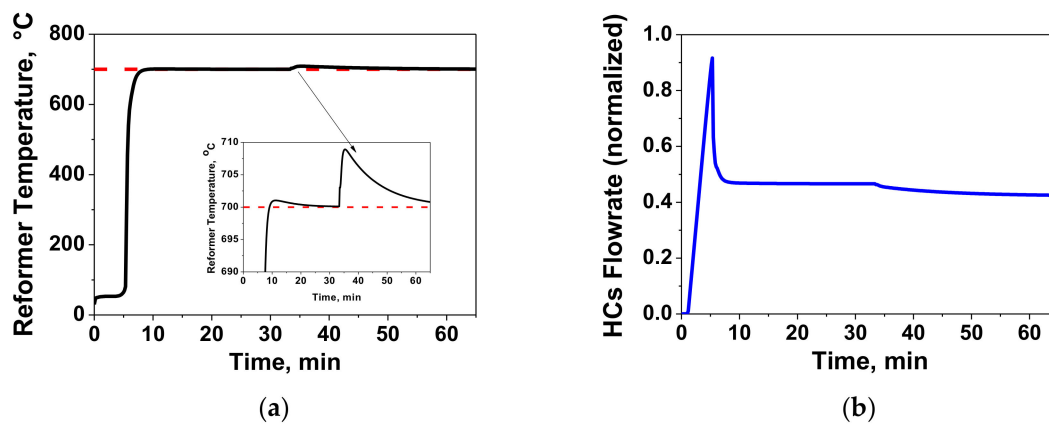 Reformer Temperature, °C
800
600
400
200
0
0 10 20 30 40 50 60
Time, min
Reformer Temperature, °C
710
705
700
695
690
0 10 20 30 40 50 60
Time, min
(a)
HCs Flowrate (normalized)
1.0
0.8
0.6
0.4
0.2
0.0
0 10 20 30 40 50 60
Time, min
(b)